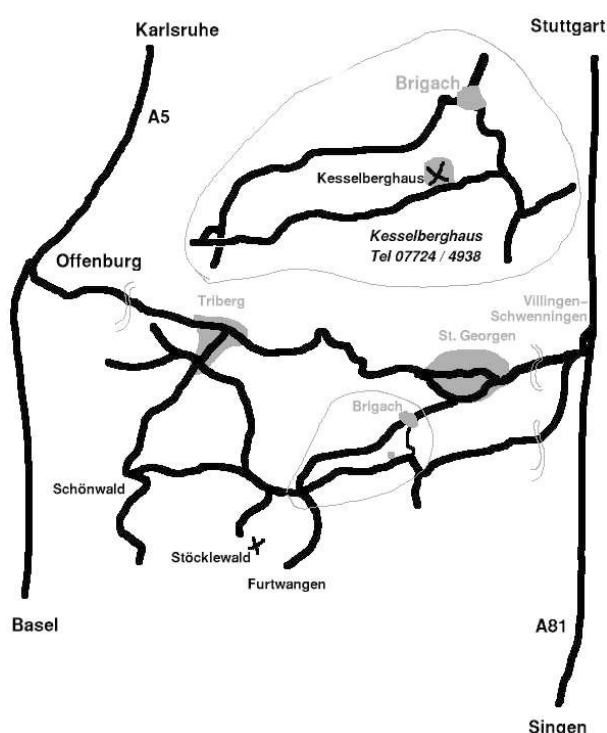 Karlsruhe
Stuttgart
A5
Brigach
Kesselberghaus
Kesselberghaus
Tel 07724 / 4938
Offenburg
Triberg
Villingen-
Schwenningen
St. Georgen
Brigach
Schönwald
Stöcklewald
Furtwangen
Basel
A81
Singen